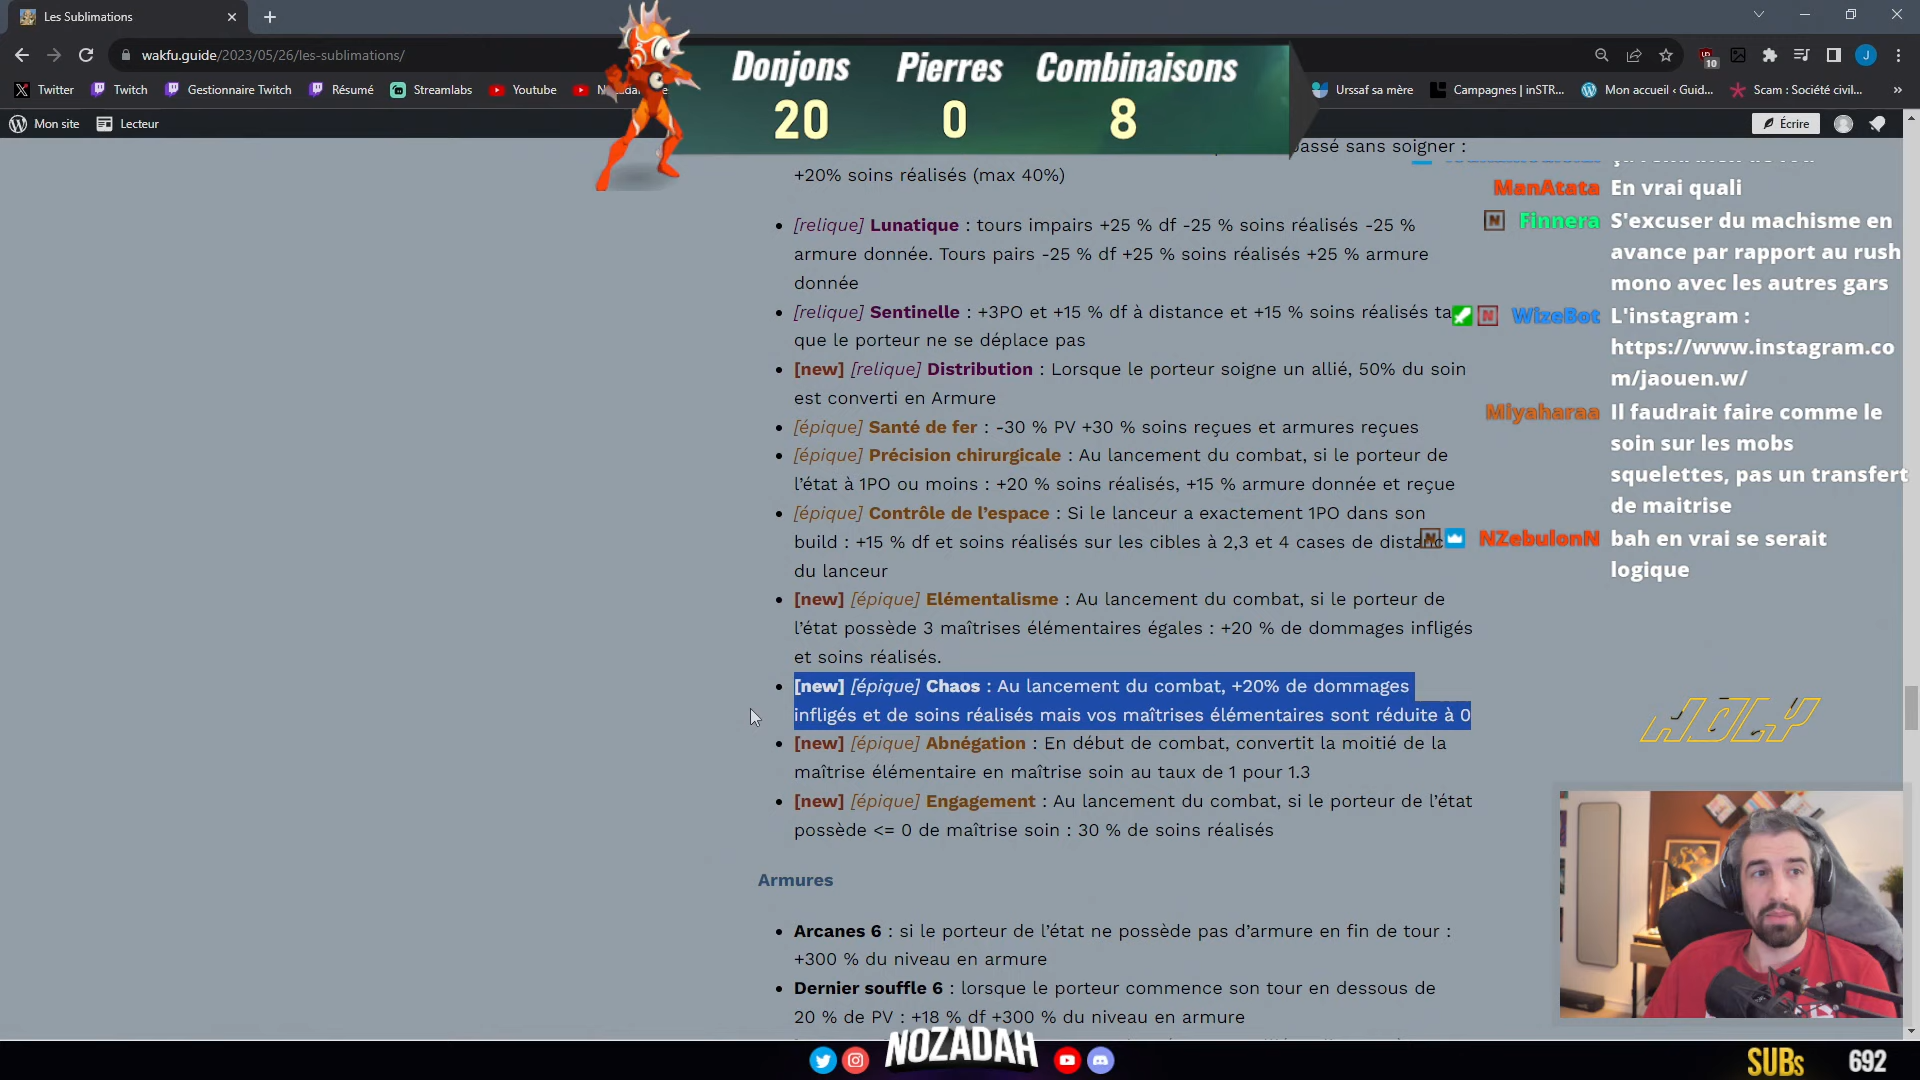 Les Sublimations
wakfu.guide/2023/05/26/les-sublimations/
10
J
Twitter
Twitch
Gestionnaire Twitch
Résumé
Streamlabs
Youtube
Urssaf sa mère
Campagnes | inSTR...
Mon accueil ‹ Guid...
Scam : Société civil...
Mon site
Lecteur
Écrire
Donjons
Pierres
Combinaisons
20
0
8
passé sans soigner :
+20% soins réalisés (max 40%)
[relique] Lunatique : tours impairs +25 % df -25 % soins réalisés -25 %
armure donnée. Tours pairs -25 % df +25 % soins réalisés +25 % armure
donnée
[relique] Sentinelle : +3PO et +15 % df à distance et +15 % soins réalisés ta
que le porteur ne se déplace pas
[new] [relique] Distribution : Lorsque le porteur soigne un allié, 50% du soin
est converti en Armure
[épique] Santé de fer : -30 % PV +30 % soins reçues et armures reçues
[épique] Précision chirurgicale : Au lancement du combat, si le porteur de
l’état à 1PO ou moins : +20 % soins réalisés, +15 % armure donnée et reçue
[épique] Contrôle de l’espace : Si le lanceur a exactement 1PO dans son
build : +15 % df et soins réalisés sur les cibles à 2,3 et 4 cases de distanc
du lanceur
[new] [épique] Elémentalisme : Au lancement du combat, si le porteur de
l’état possède 3 maîtrises élémentaires égales : +20 % de dommages infligés
et soins réalisés.
[new] [épique] Chaos : Au lancement du combat, +20% de dommages
infligés et de soins réalisés mais vos maîtrises élémentaires sont réduite à 0
[new] [épique] Abnégation : En début de combat, convertit la moitié de la
maîtrise élémentaire en maîtrise soin au taux de 1 pour 1.3
[new] [épique] Engagement : Au lancement du combat, si le porteur de l’état
possède <= 0 de maîtrise soin : 30 % de soins réalisés
Armures
Arcanes 6 : si le porteur de l’état ne possède pas d’armure en fin de tour :
+300 % du niveau en armure
Dernier souffle 6 : lorsque le porteur commence son tour en dessous de
20 % de PV : +18 % df +300 % du niveau en armure
ManAtata En vrai quali
Finnera S'excuser du machisme en
avance par rapport au rush
mono avec les autres gars
WizeBot L'instagram :
https://www.instagram.co
m/jaouen.w/
Miyaharaa Il faudrait faire comme le
soin sur les mobs
squelettes, pas un transfert
de maitrise
NZebulonN bah en vrai se serait
logique
HOLY
NOZADAH
SUBs 692